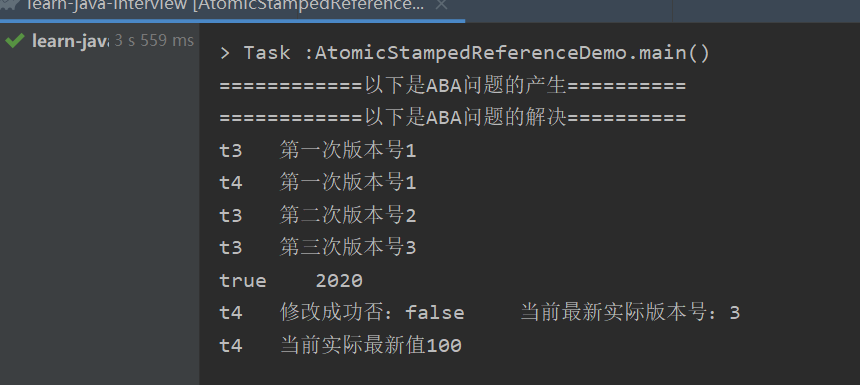 learn-java-interview [AtomicStampedReference...
learn-java 3 s 559 ms
> Task :AtomicStampedReferenceDemo.main()
============以下是ABA问题的产生==========
============以下是ABA问题的解决==========
t3 第一次版本号1
t4 第一次版本号1
t3 第二次版本号2
t3 第三次版本号3
true 2020
t4 修改成功否：false 当前最新实际版本号：3
t4 当前实际最新值100